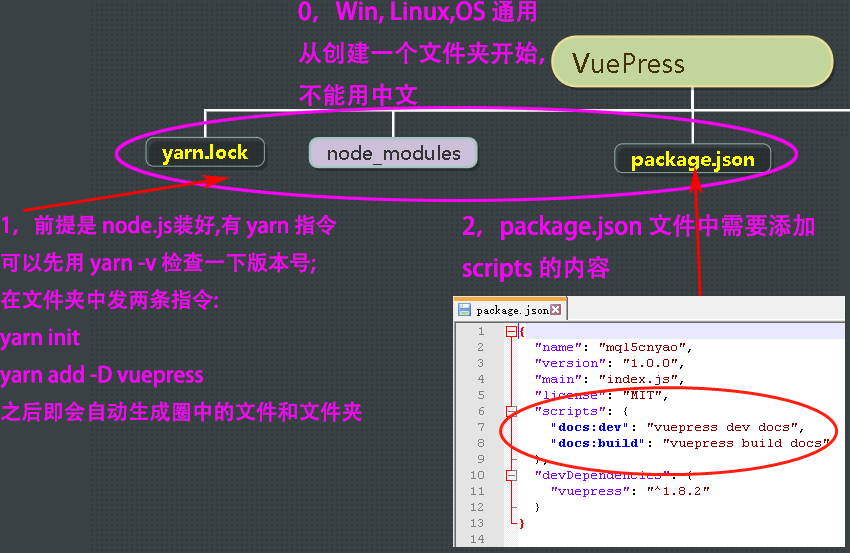 0，Win, Linux,OS 通用
从创建一个文件夹开始,
不能用中文
VuePress
yarn.lock
node_modules
package.json
1，前提是 node.js装好,有 yarn 指令
可以先用 yarn -v 检查一下版本号;
在文件夹中发两条指令:
yarn init
yarn add -D vuepress
之后即会自动生成圈中的文件和文件夹
2，package.json 文件中需要添加
scripts 的内容
package.json
1 {
2 "name": "mql5cnyao",
3 "version": "1.0.0",
4 "main": "index.js",
5 "license": "MIT",
6 "scripts": {
7 "docs:dev": "vuepress dev docs",
8 "docs:build": "vuepress build docs"
9 },
10 "devDependencies": {
11 "vuepress": "^1.8.2"
12 }
13 }
14